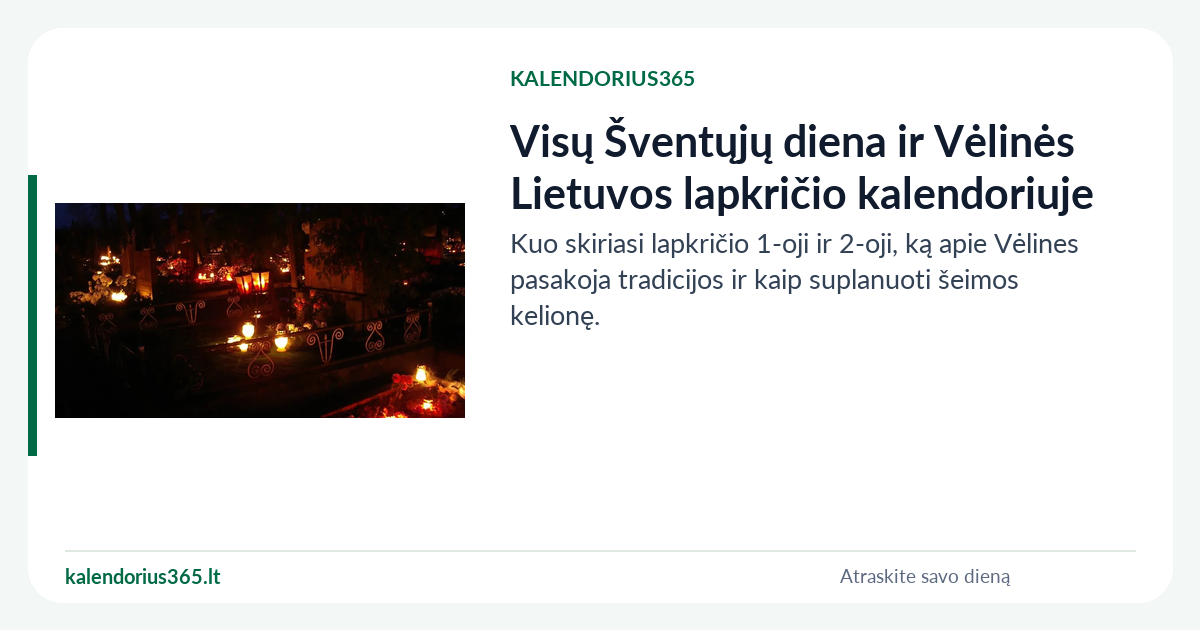 KALENDORIUS365
Visų Šventųjų diena ir Vėlinės
Lietuvos lapkričio kalendoriuje
Kuo skiriasi lapkričio 1-oji ir 2-oji, ką apie Vėlines
pasakoja tradicijos ir kaip suplanuoti šeimos
kelionę.
kalendorius365.lt
Atraskite savo dieną